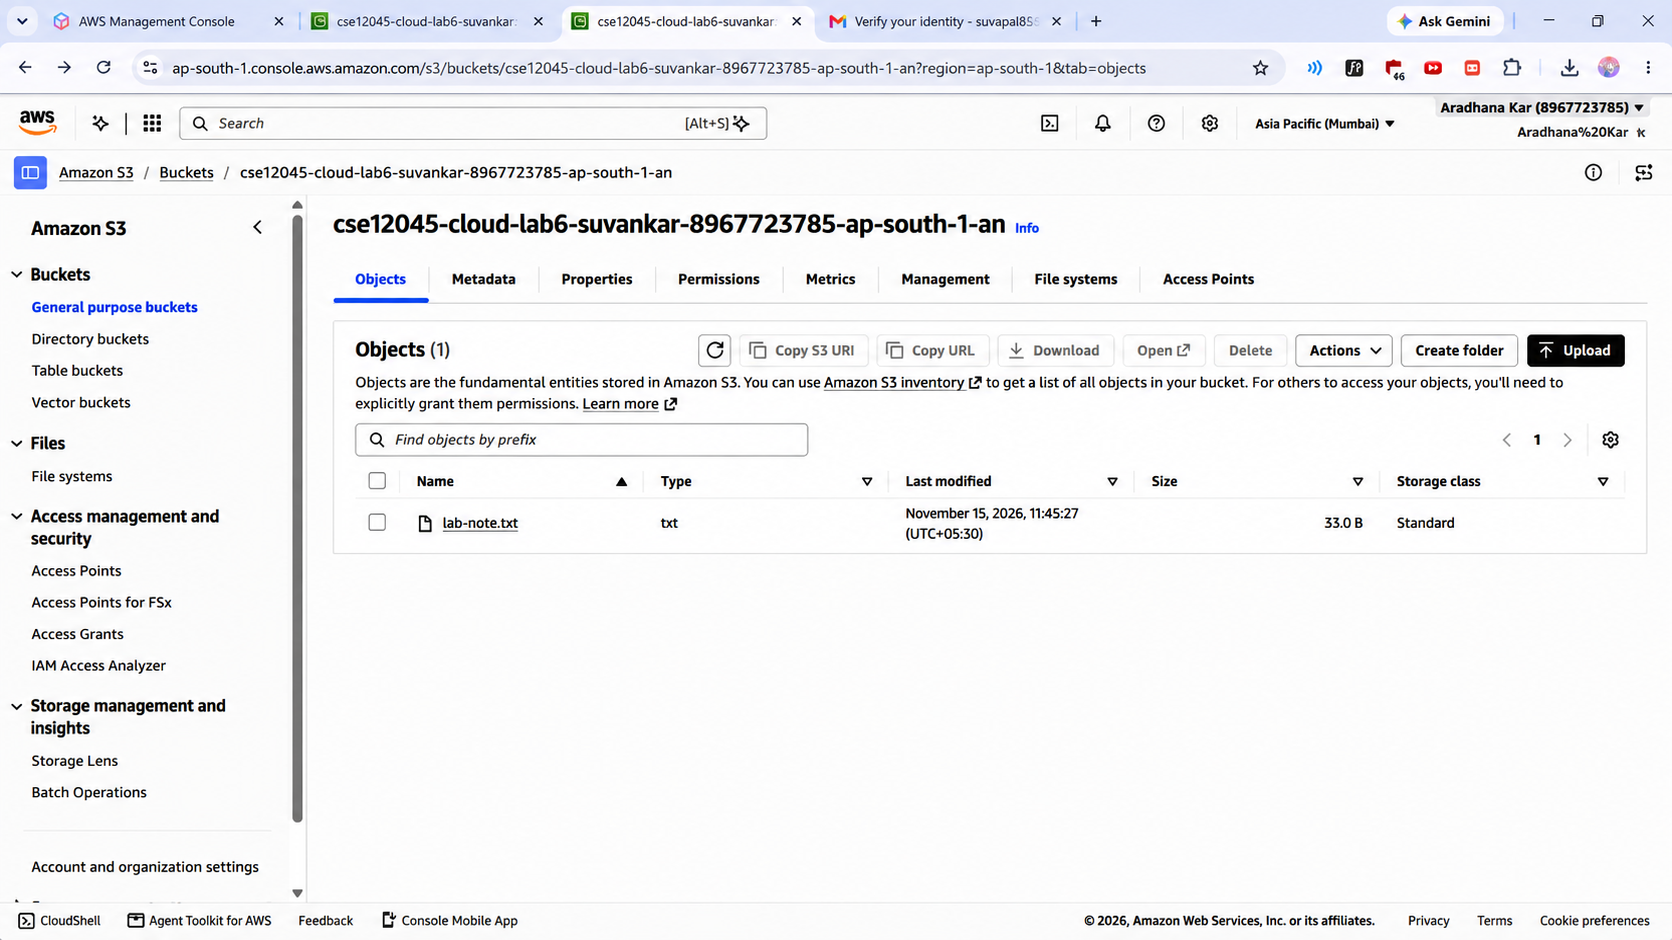 AWS Management Console
cse12045-cloud-lab6-suvankar
cse12045-cloud-lab6-suvankar
Verify your identity - suvapal85
Ask Gemini
ap-south-1.console.aws.amazon.com/s3/buckets/cse12045-cloud-lab6-suvankar-8967723785-ap-south-1-an?region=ap-south-1&tab=objects
46
aws
Search
[Alt+S]
Asia Pacific (Mumbai)
Aradhana Kar (8967723785)
Aradhana%20Kar
Amazon S3 / Buckets / cse12045-cloud-lab6-suvankar-8967723785-ap-south-1-an
Amazon S3
Buckets
General purpose buckets
Directory buckets
Table buckets
Vector buckets
Files
File systems
Access management and
security
Access Points
Access Points for FSx
Access Grants
IAM Access Analyzer
Storage management and
insights
Storage Lens
Batch Operations
Account and organization settings
cse12045-cloud-lab6-suvankar-8967723785-ap-south-1-an Info
Objects Metadata Properties Permissions Metrics Management File systems Access Points
Objects (1)
Copy S3 URI Copy URL Download Open Delete Actions Create folder Upload
Objects are the fundamental entities stored in Amazon S3. You can use Amazon S3 inventory to get a list of all objects in your bucket. For others to access your objects, you'll need to
explicitly grant them permissions. Learn more
Find objects by prefix
1
Name Type Last modified Size Storage class
lab-note.txt txt November 15, 2026, 11:45:27 33.0 B Standard
(UTC+05:30)
CloudShell Agent Toolkit for AWS Feedback Console Mobile App
© 2026, Amazon Web Services, Inc. or its affiliates. Privacy Terms Cookie preferences